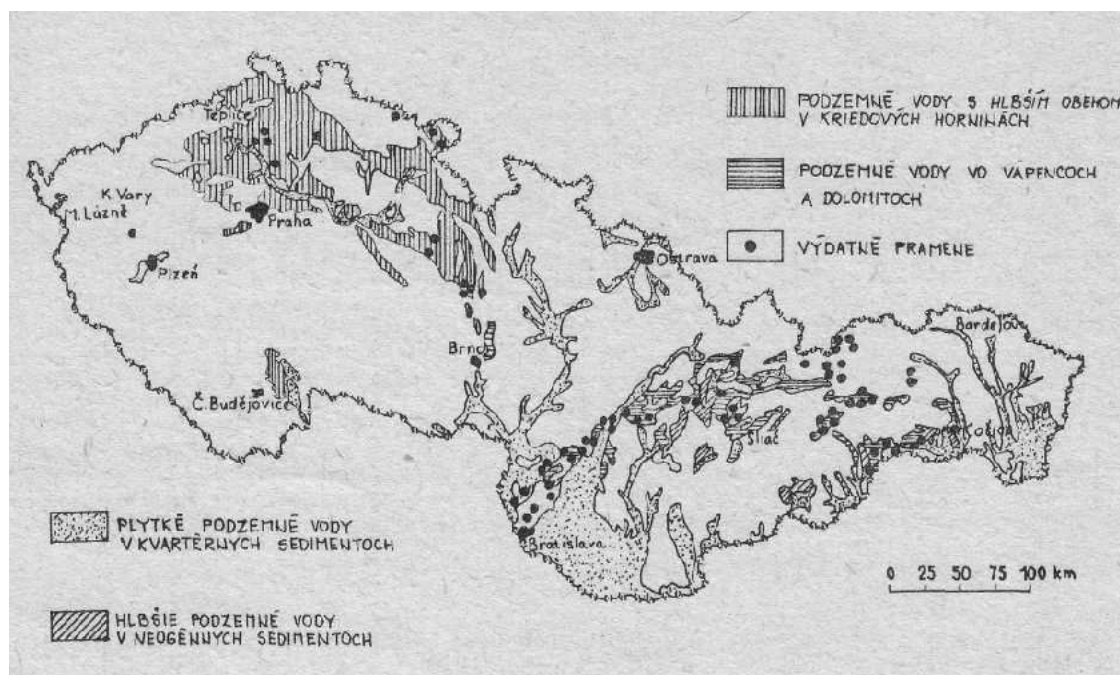 PODZEMNÉ VODY S HLBŠÍM OBEHOM
V KRIEDOVÝCH HORNINÁCH
PODZEMNÉ VODY VO VÁPENCOCH
A DOLOMITOCH
VÝDATNÉ PRAMENE
Teplice
K. Vary
M. Lázně
Praha
Plzeň
Ostrava
Brno
Č. Budějovice
Bardejov
Košice
Sliač
Bratislava
PLYTKÉ PODZEMNÉ VODY
V KVARTÉRNYCH SEDIMENTOCH
HLBŠIE PODZEMNÉ VODY
V NEOGÉNNYCH SEDIMENTOCH
0 25 50 75 100 km